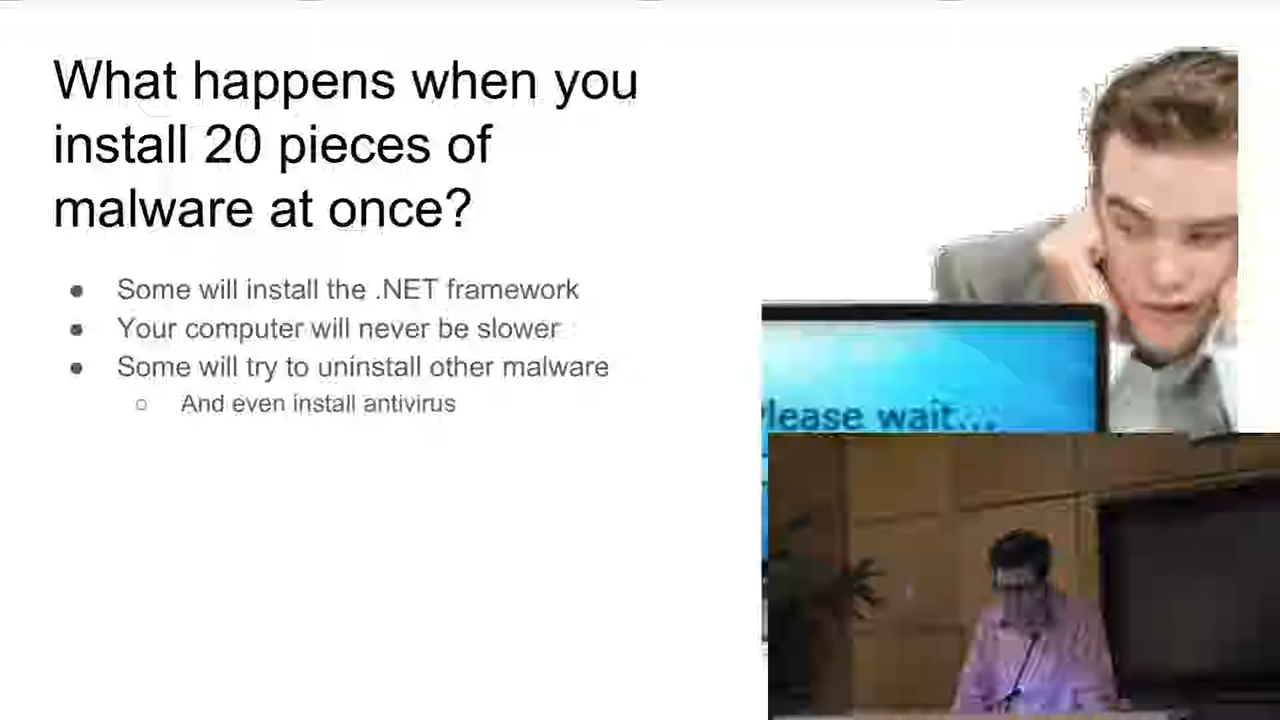 What happens when you
install 20 pieces of
malware at once?
● Some will install the .NET framework
● Your computer will never be slower
● Some will try to uninstall other malware
○ And even install antivirus
Please wait...